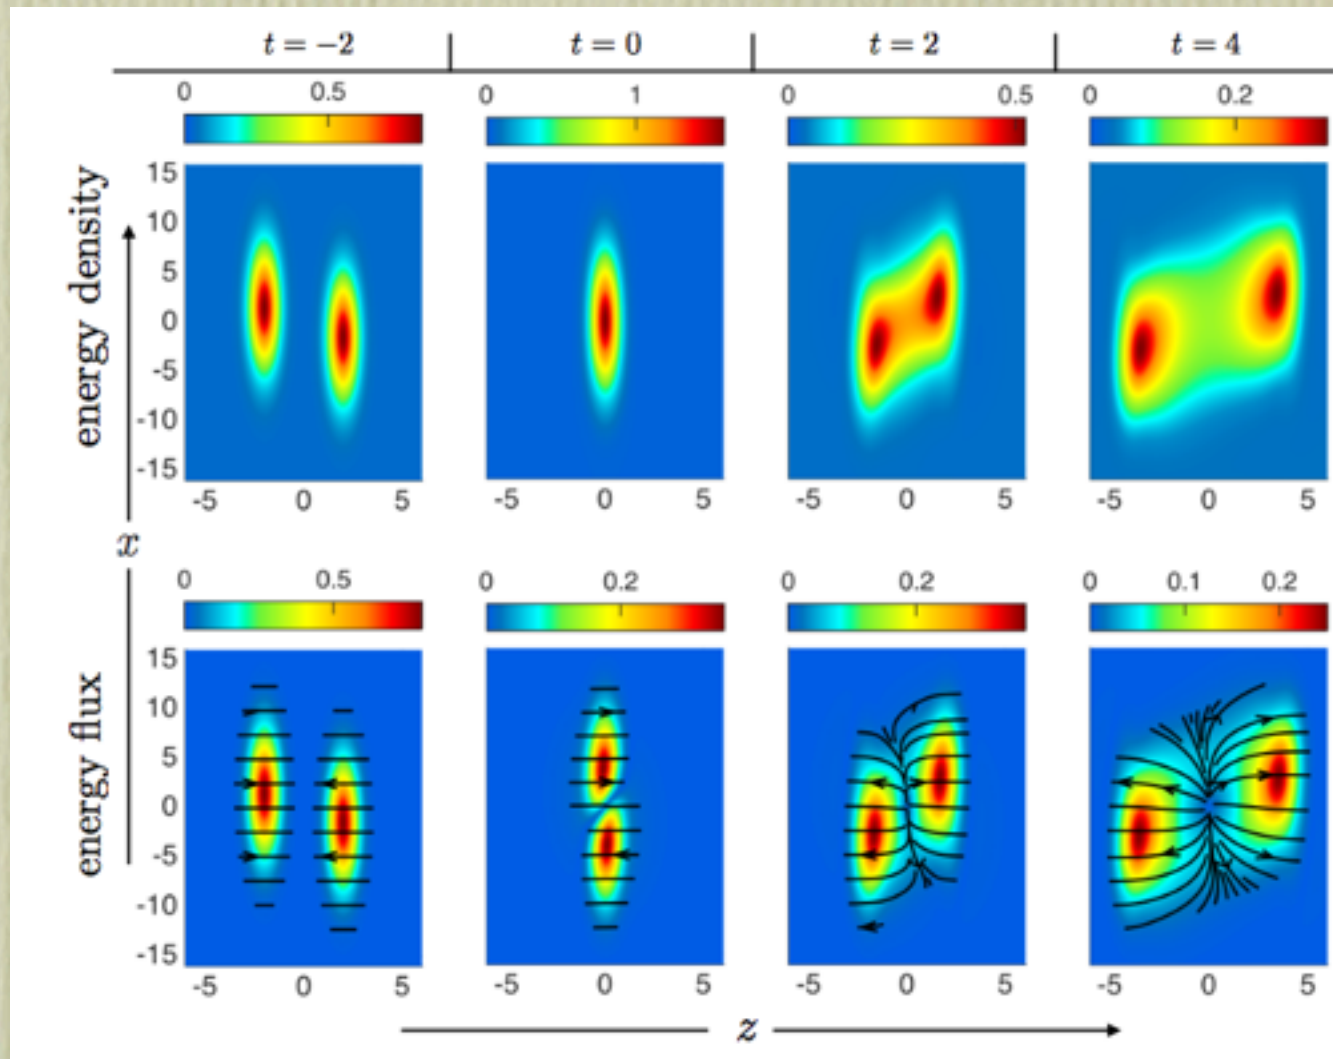 t = −2 t = 0 t = 2 t = 4
0 0.5 0 1 0 0.5 0 0.2
energy density
15
10
5
0
-5
-10
-15
-5 0 5 -5 0 5 -5 0 5 -5 0 5
x
0 0.5 0 0.2 0 0.2 0 0.1 0.2
energy flux
15
10
5
0
-5
-10
-15
-5 0 5 -5 0 5 -5 0 5 -5 0 5
z